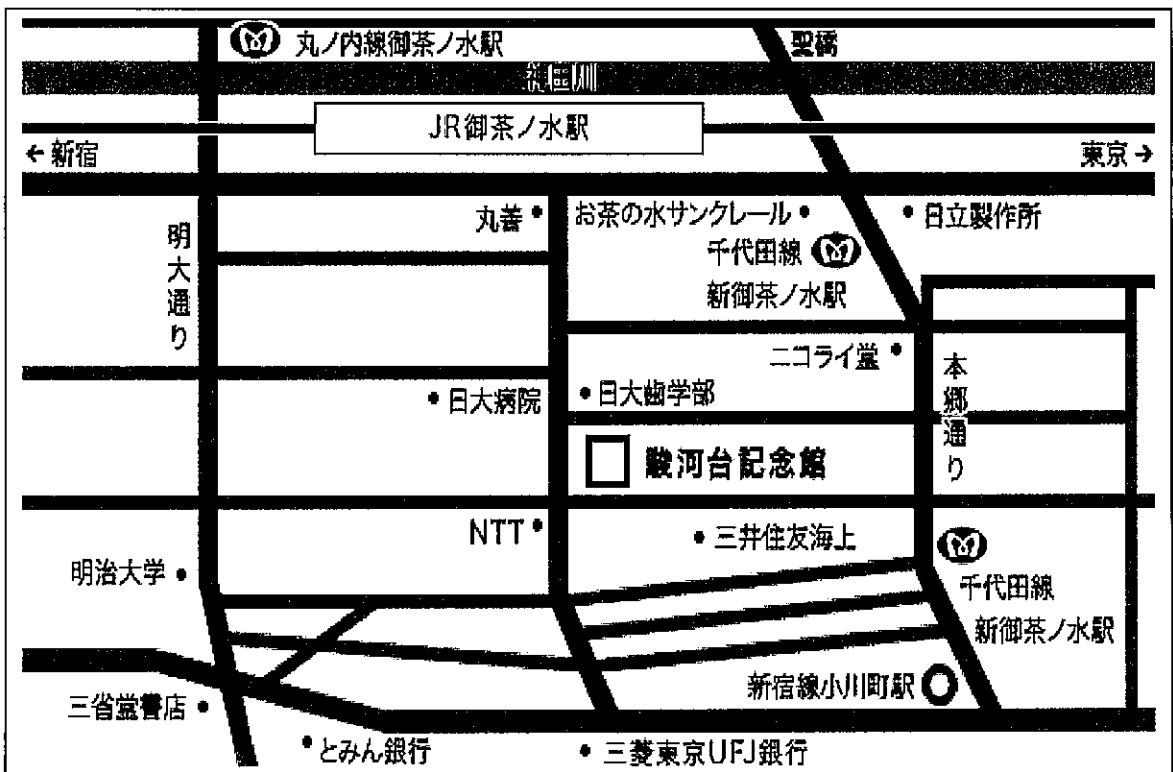 丸ノ内線御茶ノ水駅
聖橋
神田川
JR御茶ノ水駅
←新宿
東京→
丸善
お茶の水サンクレール
日立製作所
明大通り
千代田線
新御茶ノ水駅
ニコライ堂
本郷通り
日大病院
日大歯学部
駿河台記念館
NTT
三井住友海上
明治大学
千代田線
新御茶ノ水駅
新宿線小川町駅
三省堂書店
とみん銀行
三菱東京UFJ銀行